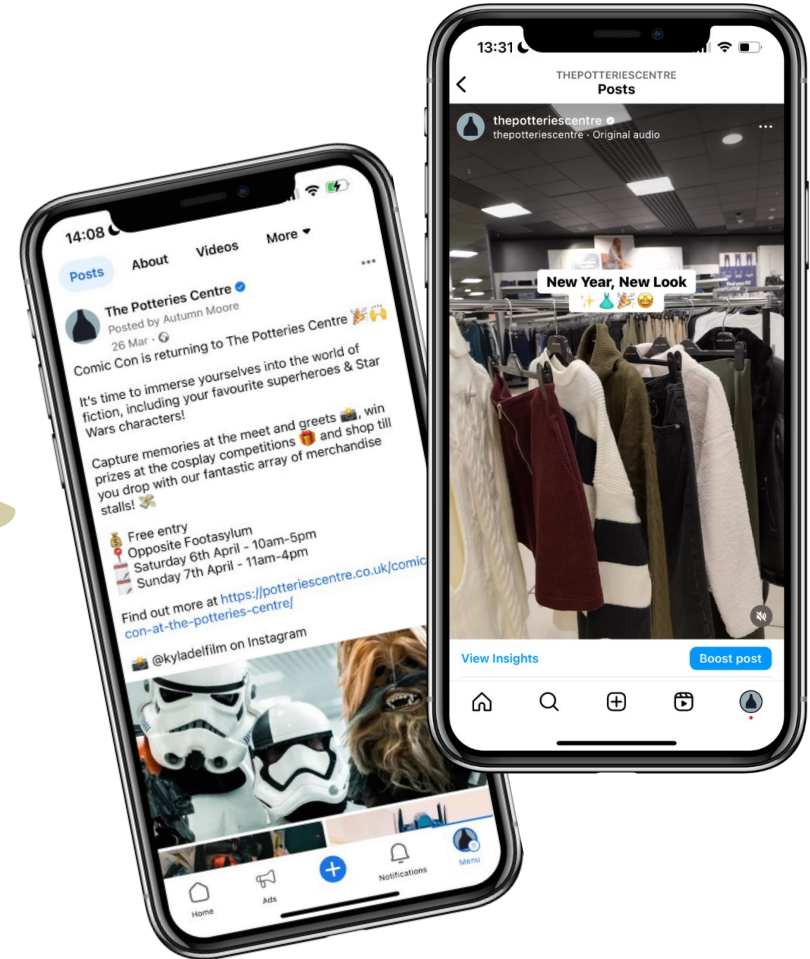 14:08
Posts
About
Videos
More
The Potteries Centre
Posted by Autumn Moore
26 Mar ·
Comic Con is returning to The Potteries Centre 🎉🙌
It's time to immerse yourselves into the world of
fiction, including your favourite superheroes & Star
Wars characters!
Capture memories at the meet and greets 📸, win
prizes at the cosplay competitions 🎁 and shop till
you drop with our fantastic array of merchandise
stalls! 💸
💰 Free entry
📍 Opposite Footasylum
📅 Saturday 6th April - 10am-5pm
📅 Sunday 7th April - 11am-4pm
Find out more at https://potteriescentre.co.uk/comic-
con-at-the-potteries-centre/
📸 @kyladelfilm on Instagram
Home
Ads
Notifications
Menu
13:31
THEPOTTERIESCENTRE
Posts
thepotteriescentre
thepotteriescentre · Original audio
New Year, New Look
✨👗🎉🤩
View Insights
Boost post